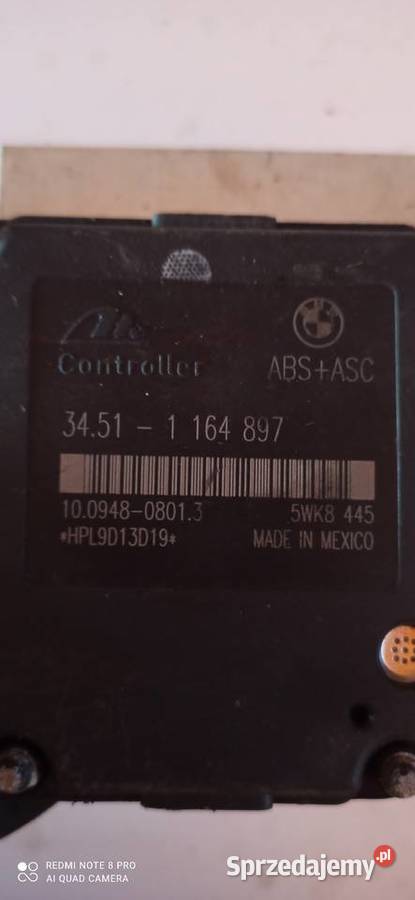 Ate
Controller ABS+ASC
34.51 - 1 164 897
10.0948-0801.3 5WK8 445
*HPL9D13D19* MADE IN MEXICO
REDMI NOTE 8 PRO
AI QUAD CAMERA
Sprzedajemy.pl